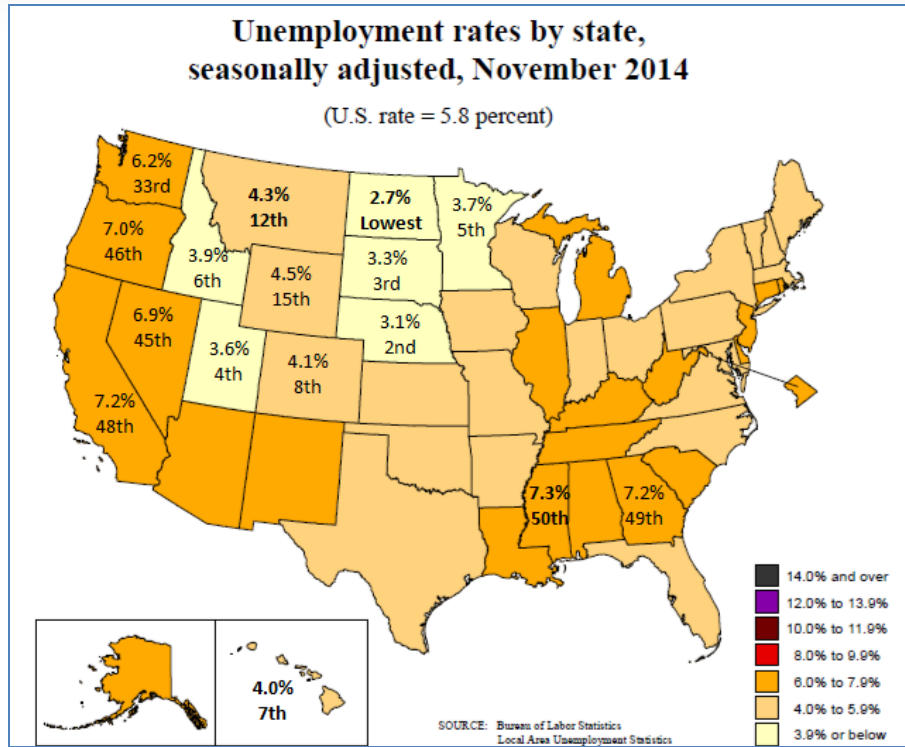 Unemployment rates by state,
seasonally adjusted, November 2014
(U.S. rate = 5.8 percent)
6.2%
33rd
7.0%
46th
4.3%
12th
2.7%
Lowest
3.7%
5th
3.9%
6th
3.3%
3rd
4.5%
15th
6.9%
45th
3.1%
2nd
3.6%
4th
4.1%
8th
7.2%
48th
7.3%
50th
7.2%
49th
4.0%
7th
14.0% and over
12.0% to 13.9%
10.0% to 11.9%
8.0% to 9.9%
6.0% to 7.9%
4.0% to 5.9%
3.9% or below
SOURCE: Bureau of Labor Statistics
Local Area Unemployment Statistics